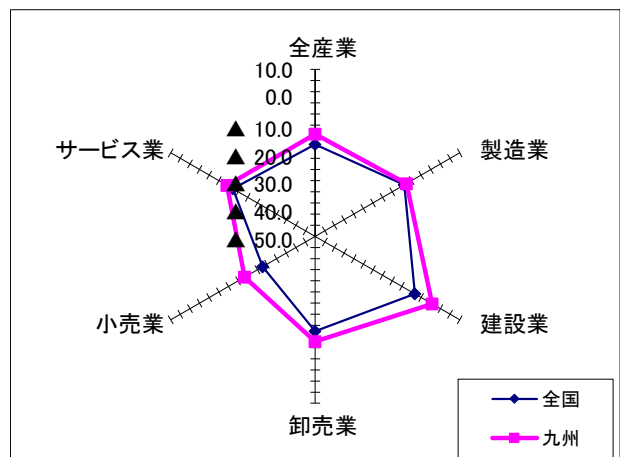 全産業
10.0
0.0
▲ 10.0
▲ 20.0
▲ 30.0
▲ 40.0
▲ 50.0
サービス業
製造業
小売業
建設業
卸売業
全国
九州